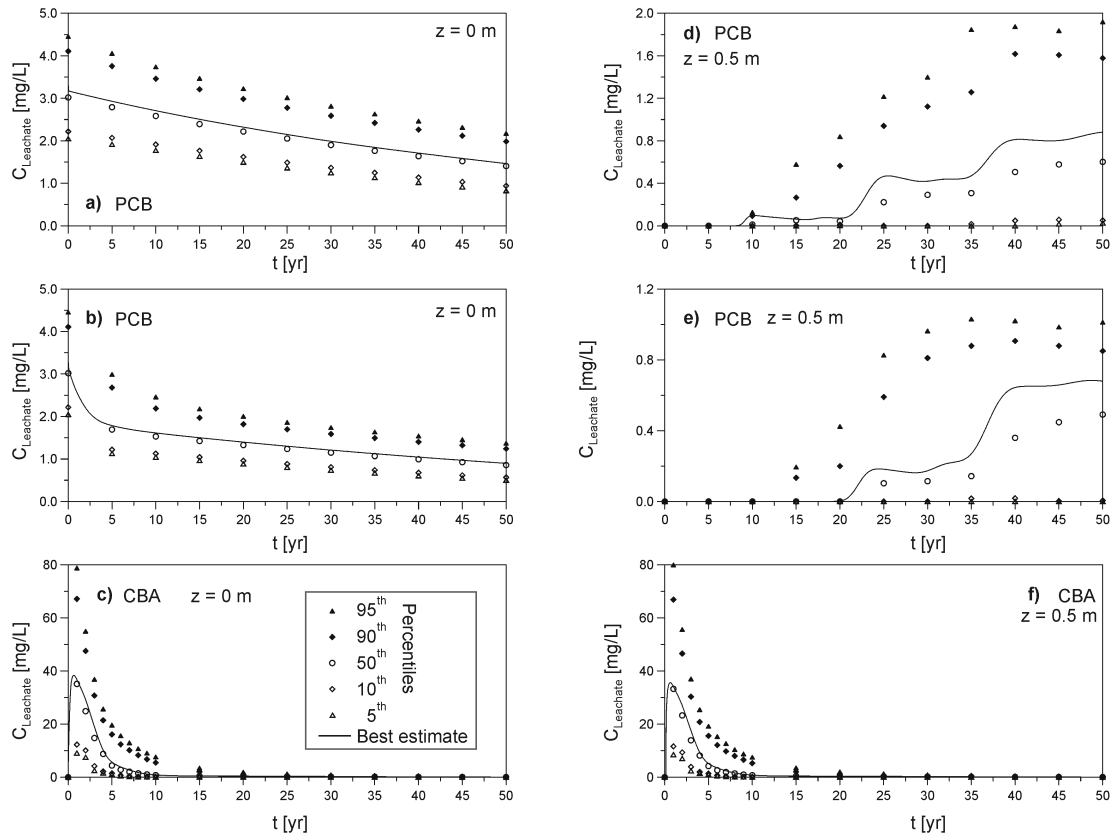 5.0
4.0
3.0
2.0
1.0
0.0
C Leachate [mg/L]
z = 0 m
a) PCB
0 5 10 15 20 25 30 35 40 45 50
t [yr]
2.0
1.6
1.2
0.8
0.4
0.0
C Leachate [mg/L]
d) PCB
z = 0.5 m
0 5 10 15 20 25 30 35 40 45 50
t [yr]
5.0
4.0
3.0
2.0
1.0
0.0
C Leachate [mg/L]
b) PCB
z = 0 m
0 5 10 15 20 25 30 35 40 45 50
t [yr]
1.2
0.8
0.4
0.0
C Leachate [mg/L]
e) PCB z = 0.5 m
0 5 10 15 20 25 30 35 40 45 50
t [yr]
80
60
40
20
0
C Leachate [mg/L]
c) CBA z = 0 m
95th
90th
50th
10th
5th
Percentiles
Best estimate
0 5 10 15 20 25 30 35 40 45 50
t [yr]
80
60
40
20
0
C Leachate [mg/L]
f) CBA
z = 0.5 m
0 5 10 15 20 25 30 35 40 45 50
t [yr]